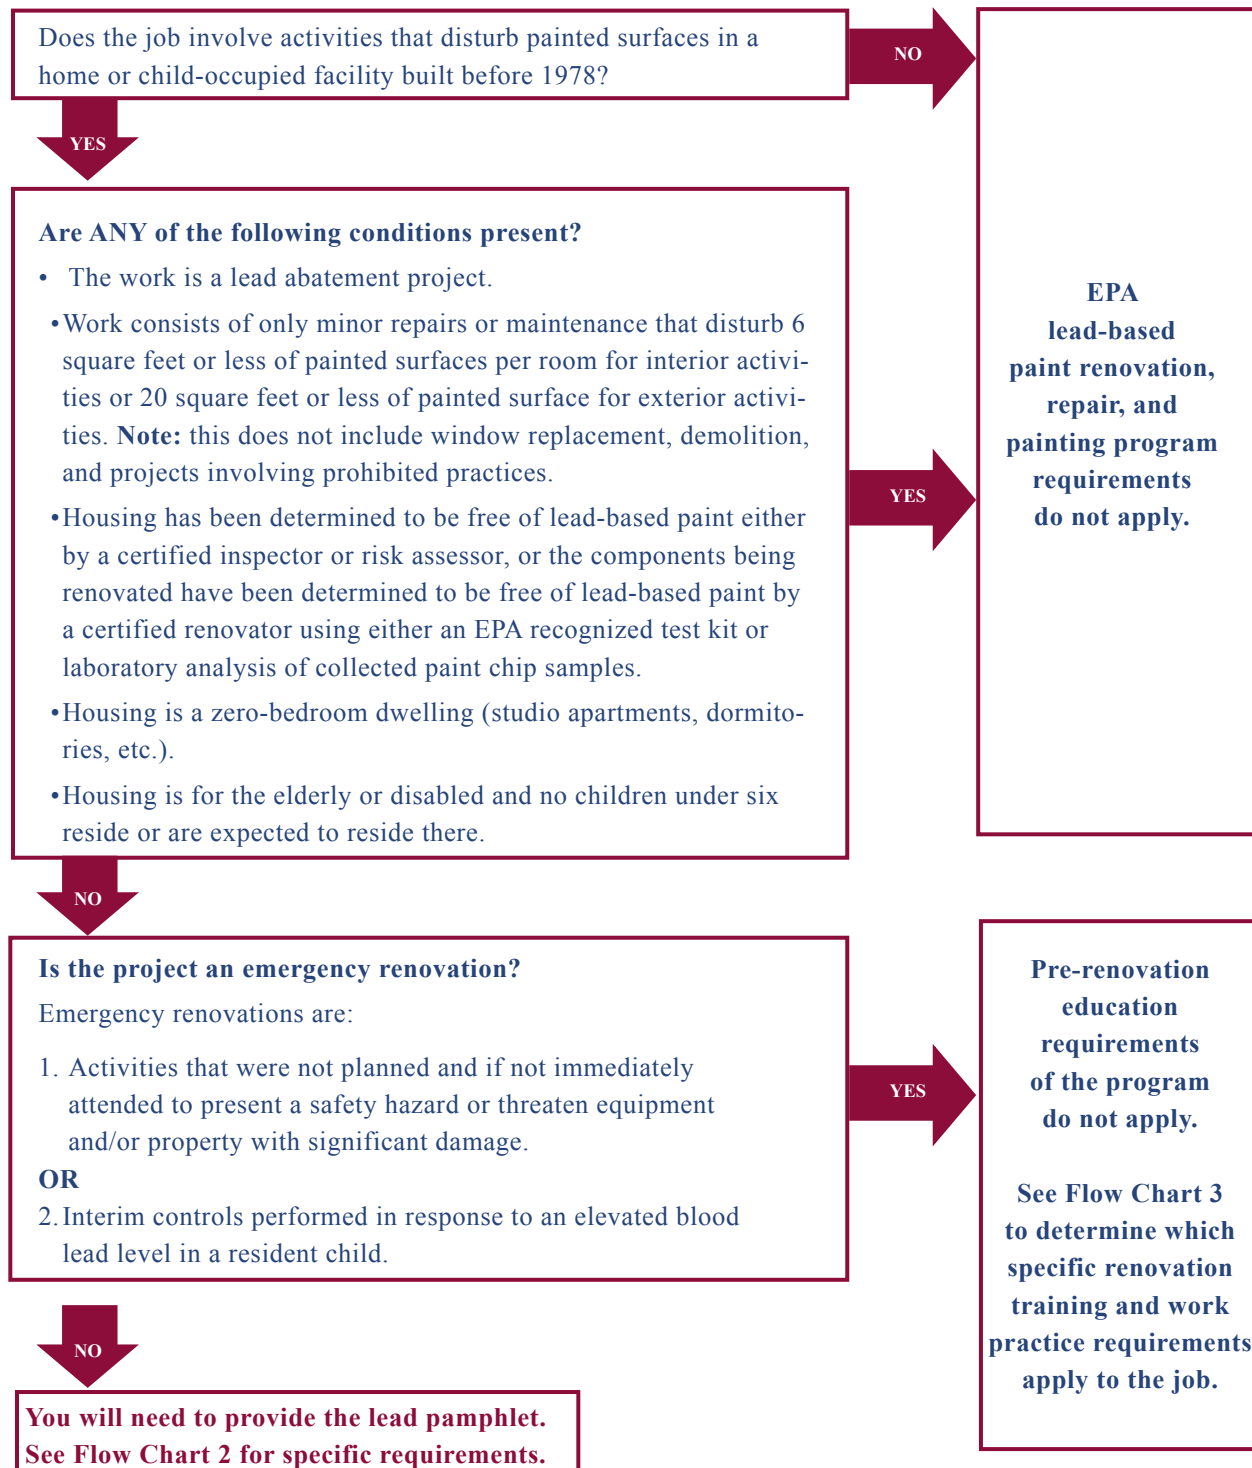 Does the job involve activities that disturb painted surfaces in a
home or child-occupied facility built before 1978?
NO
YES
Are ANY of the following conditions present?
• The work is a lead abatement project.
•Work consists of only minor repairs or maintenance that disturb 6
square feet or less of painted surfaces per room for interior activi-
ties or 20 square feet or less of painted surface for exterior activi-
ties. Note: this does not include window replacement, demolition,
and projects involving prohibited practices.
•Housing has been determined to be free of lead-based paint either
by a certified inspector or risk assessor, or the components being
renovated have been determined to be free of lead-based paint by
a certified renovator using either an EPA recognized test kit or
laboratory analysis of collected paint chip samples.
•Housing is a zero-bedroom dwelling (studio apartments, dormito-
ries, etc.).
•Housing is for the elderly or disabled and no children under six
reside or are expected to reside there.
YES
EPA
lead-based
paint renovation,
repair, and
painting program
requirements
do not apply.
NO
Is the project an emergency renovation?
Emergency renovations are:
1. Activities that were not planned and if not immediately
attended to present a safety hazard or threaten equipment
and/or property with significant damage.
OR
2. Interim controls performed in response to an elevated blood
lead level in a resident child.
YES
Pre-renovation
education
requirements
of the program
do not apply.
See Flow Chart 3
to determine which
specific renovation
training and work
practice requirements
apply to the job.
NO
You will need to provide the lead pamphlet.
See Flow Chart 2 for specific requirements.